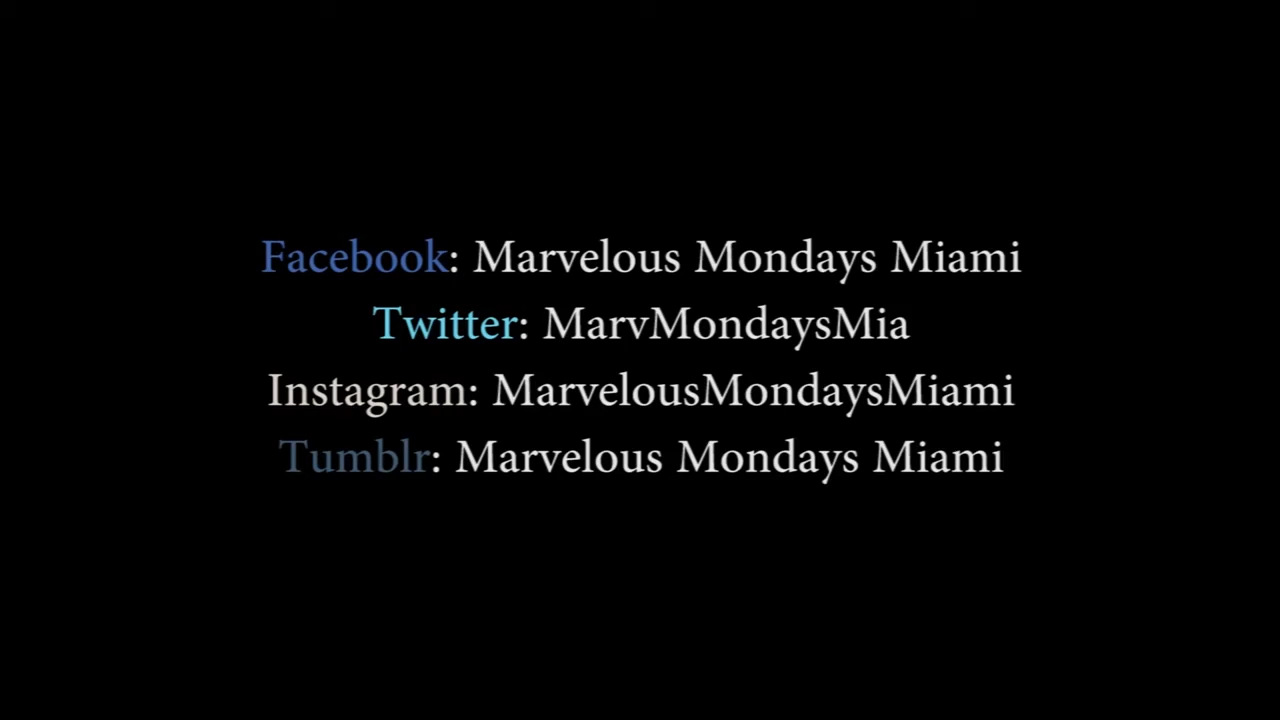 Facebook: Marvelous Mondays Miami
Twitter: MarvMondaysMia
Instagram: MarvelousMondaysMiami
Tumblr: Marvelous Mondays Miami